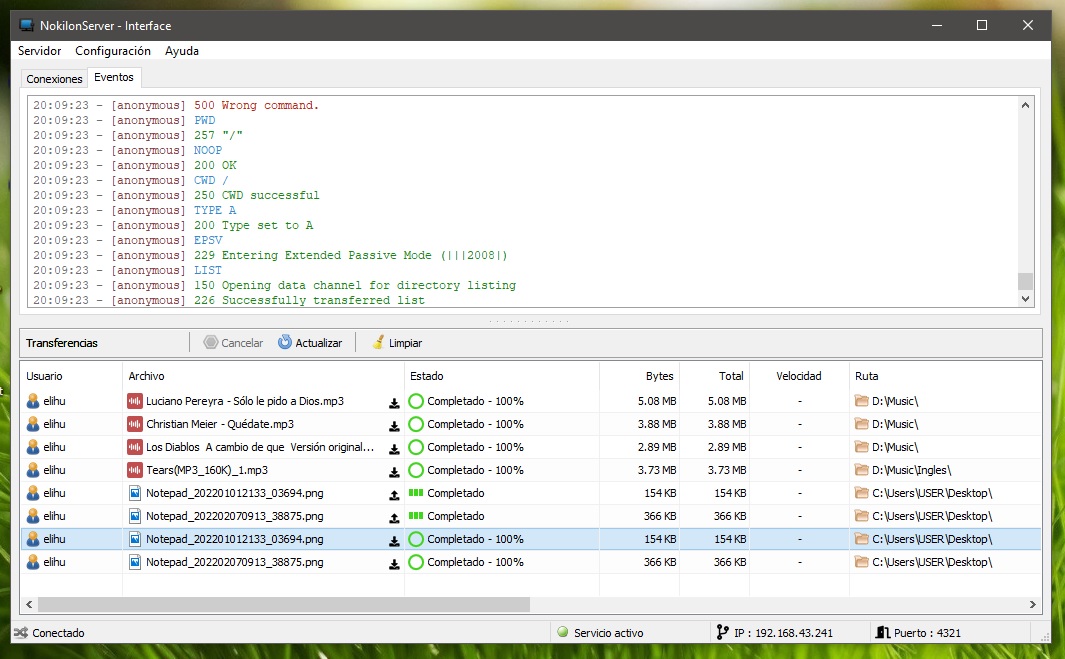 NokilonServer - Interface
Servidor Configuración Ayuda
Conexiones Eventos
20:09:23 - [anonymous] 500 Wrong command.
20:09:23 - [anonymous] PWD
20:09:23 - [anonymous] 257 "/"
20:09:23 - [anonymous] NOOP
20:09:23 - [anonymous] 200 OK
20:09:23 - [anonymous] CWD /
20:09:23 - [anonymous] 250 CWD successful
20:09:23 - [anonymous] TYPE A
20:09:23 - [anonymous] 200 Type set to A
20:09:23 - [anonymous] EPSV
20:09:23 - [anonymous] 229 Entering Extended Passive Mode (|||2008|)
20:09:23 - [anonymous] LIST
20:09:23 - [anonymous] 150 Opening data channel for directory listing
20:09:23 - [anonymous] 226 Successfully transferred list
Transferencias Cancelar Actualizar Limpiar
Usuario Archivo Estado Bytes Total Velocidad Ruta
elihu Luciano Pereyra - Sólo le pido a Dios.mp3 Completado - 100% 5.08 MB 5.08 MB - D:\Music\
elihu Christian Meier - Quédate.mp3 Completado - 100% 3.88 MB 3.88 MB - D:\Music\
elihu Los Diablos A cambio de que Versión original... Completado - 100% 2.89 MB 2.89 MB - D:\Music\
elihu Tears(MP3_160K)_1.mp3 Completado - 100% 3.73 MB 3.73 MB - D:\Music\Ingles\
elihu Notepad_202201012133_03694.png Completado 154 KB 154 KB - C:\Users\USER\Desktop\
elihu Notepad_202202070913_38875.png Completado 366 KB 366 KB - C:\Users\USER\Desktop\
elihu Notepad_202201012133_03694.png Completado - 100% 154 KB 154 KB - C:\Users\USER\Desktop\
elihu Notepad_202202070913_38875.png Completado - 100% 366 KB 366 KB - C:\Users\USER\Desktop\
Conectado Servicio activo IP : 192.168.43.241 Puerto : 4321